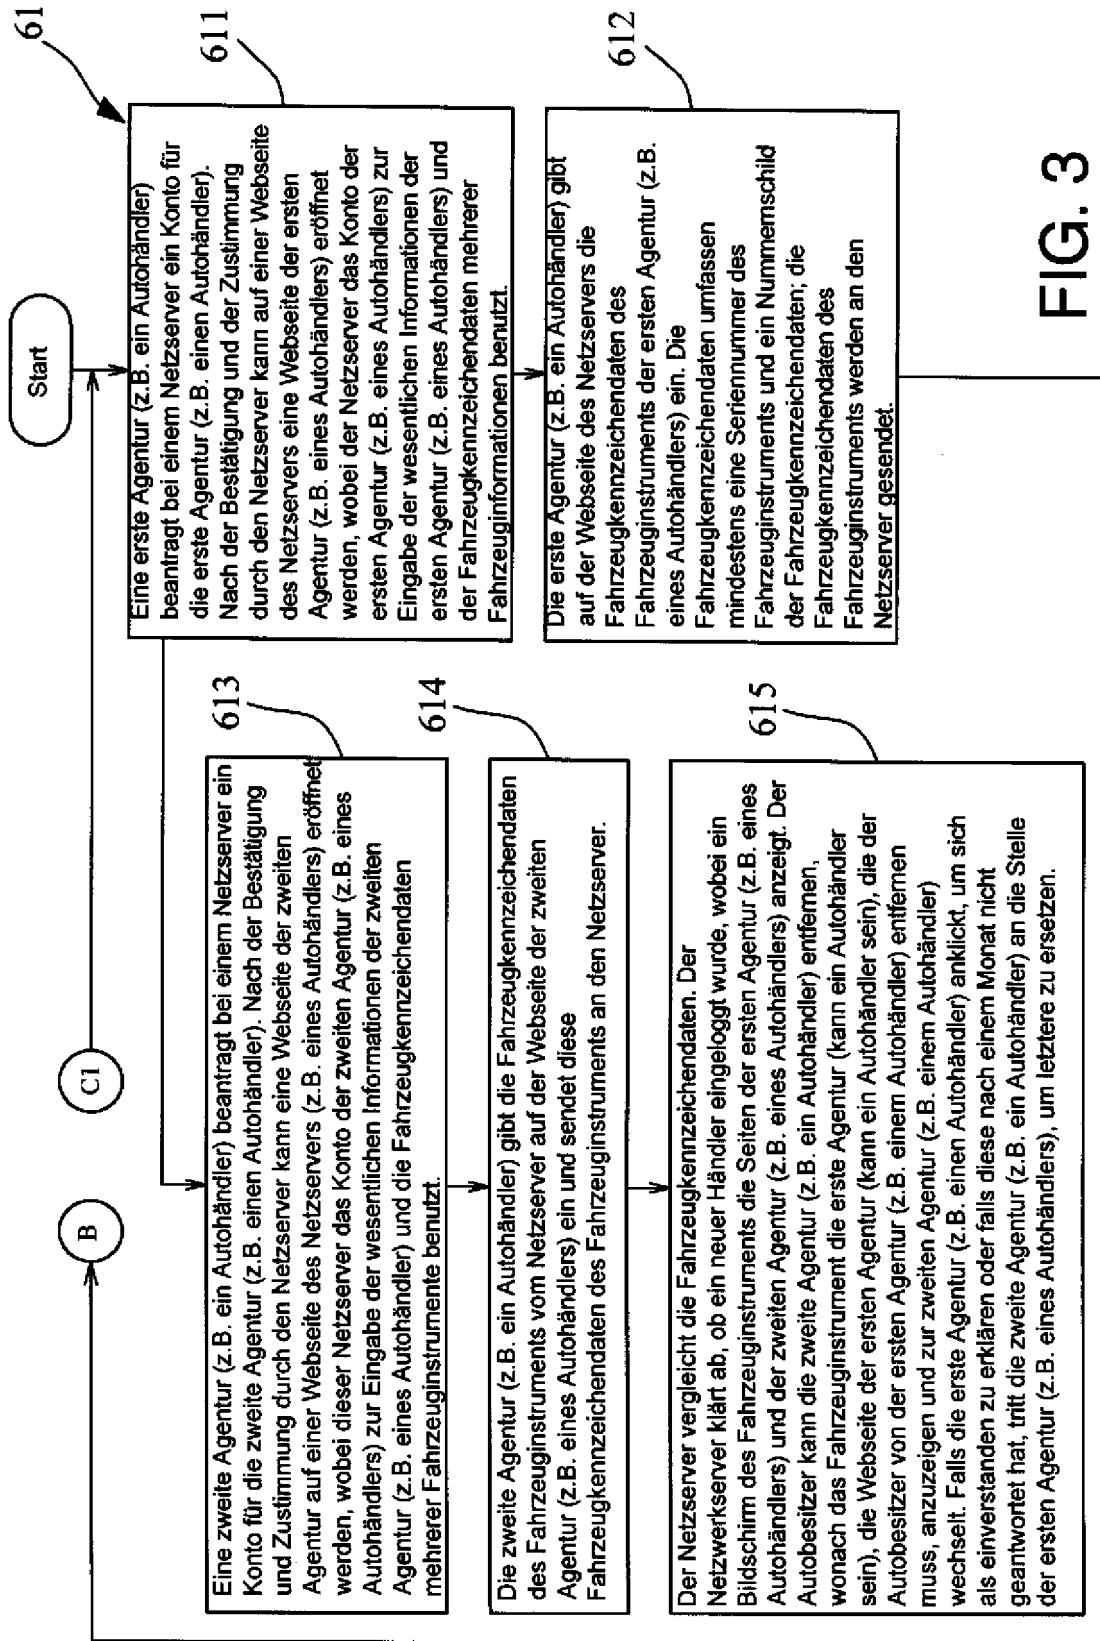 Start
61
Eine erste Agentur (z.B. ein Autohändler)
beantragt bei einem Netzserver ein Konto für
die erste Agentur (z.B. einen Autohändler).
Nach der Bestätigung und der Zustimmung
durch den Netzserver kann auf einer Webseite
des Netzservers eine Webseite der ersten
Agentur (z.B. eines Autohändlers) eröffnet
werden, wobei der Netzserver das Konto der
ersten Agentur (z.B. eines Autohändlers) zur
Eingabe der wesentlichen Informationen der
ersten Agentur (z.B. eines Autohändlers) und
der Fahrzeugkennzeichendaten mehrerer
Fahrzeuginformationen benutzt.
611
Die erste Agentur (z.B. ein Autohändler) gibt
auf der Webseite des Netzservers die
Fahrzeugkennzeichendaten des
Fahrzeuginstruments der ersten Agentur (z.B.
eines Autohändlers) ein. Die
Fahrzeugkennzeichendaten umfassen
mindestens eine Seriennummer des
Fahrzeuginstruments und ein Nummernschild
der Fahrzeugkennzeichendaten; die
Fahrzeugkennzeichendaten des
Fahrzeuginstruments werden an den
Netzserver gesendet.
612
C1
B
Eine zweite Agentur (z.B. ein Autohändler) beantragt bei einem Netzserver ein
Konto für die zweite Agentur (z.B. einen Autohändler). Nach der Bestätigung
und Zustimmung durch den Netzserver kann eine Webseite der zweiten
Agentur auf einer Webseite des Netzservers (z.B. eines Autohändlers) eröffnet
werden, wobei dieser Netzserver das Konto der zweiten Agentur (z.B. eines
Autohändlers) zur Eingabe der wesentlichen Informationen der zweiten
Agentur (z.B. eines Autohändler) und die Fahrzeugkennzeichendaten
mehrerer Fahrzeuginstrumente benutzt.
613
Die zweite Agentur (z.B. ein Autohändler) gibt die Fahrzeugkennzeichendaten
des Fahrzeuginstruments vom Netzserver auf der Webseite der zweiten
Agentur (z.B. eines Autohändlers) ein und sendet diese
Fahrzeugkennzeichendaten des Fahrzeuginstruments an den Netzserver.
614
Der Netzserver vergleicht die Fahrzeugkennzeichendaten. Der
Netzwerkserver klärt ab, ob ein neuer Händler eingeloggt wurde, wobei ein
Bildschirm des Fahrzeuginstruments die Seiten der ersten Agentur (z.B. eines
Autohändlers) und der zweiten Agentur (z.B. eines Autohändlers) anzeigt. Der
Autobesitzer kann die zweite Agentur (z.B. ein Autohändler) entfernen,
wonach das Fahrzeuginstrument die erste Agentur (kann ein Autohändler
sein), die Webseite der ersten Agentur (kann ein Autohändler sein), die der
Autobesitzer von der ersten Agentur (z.B. einem Autohändler) entfernen
muss, anzuzeigen und zur zweiten Agentur (z.B. einem Autohändler)
wechselt. Falls die erste Agentur (z.B. einen Autohändler) anklickt, um sich
als einverstanden zu erklären oder falls diese nach einem Monat nicht
geantwortet hat, tritt die zweite Agentur (z.B. ein Autohändler) an die Stelle
der ersten Agentur (z.B. eines Autohändlers), um letztere zu ersetzen.
615
FIG. 3